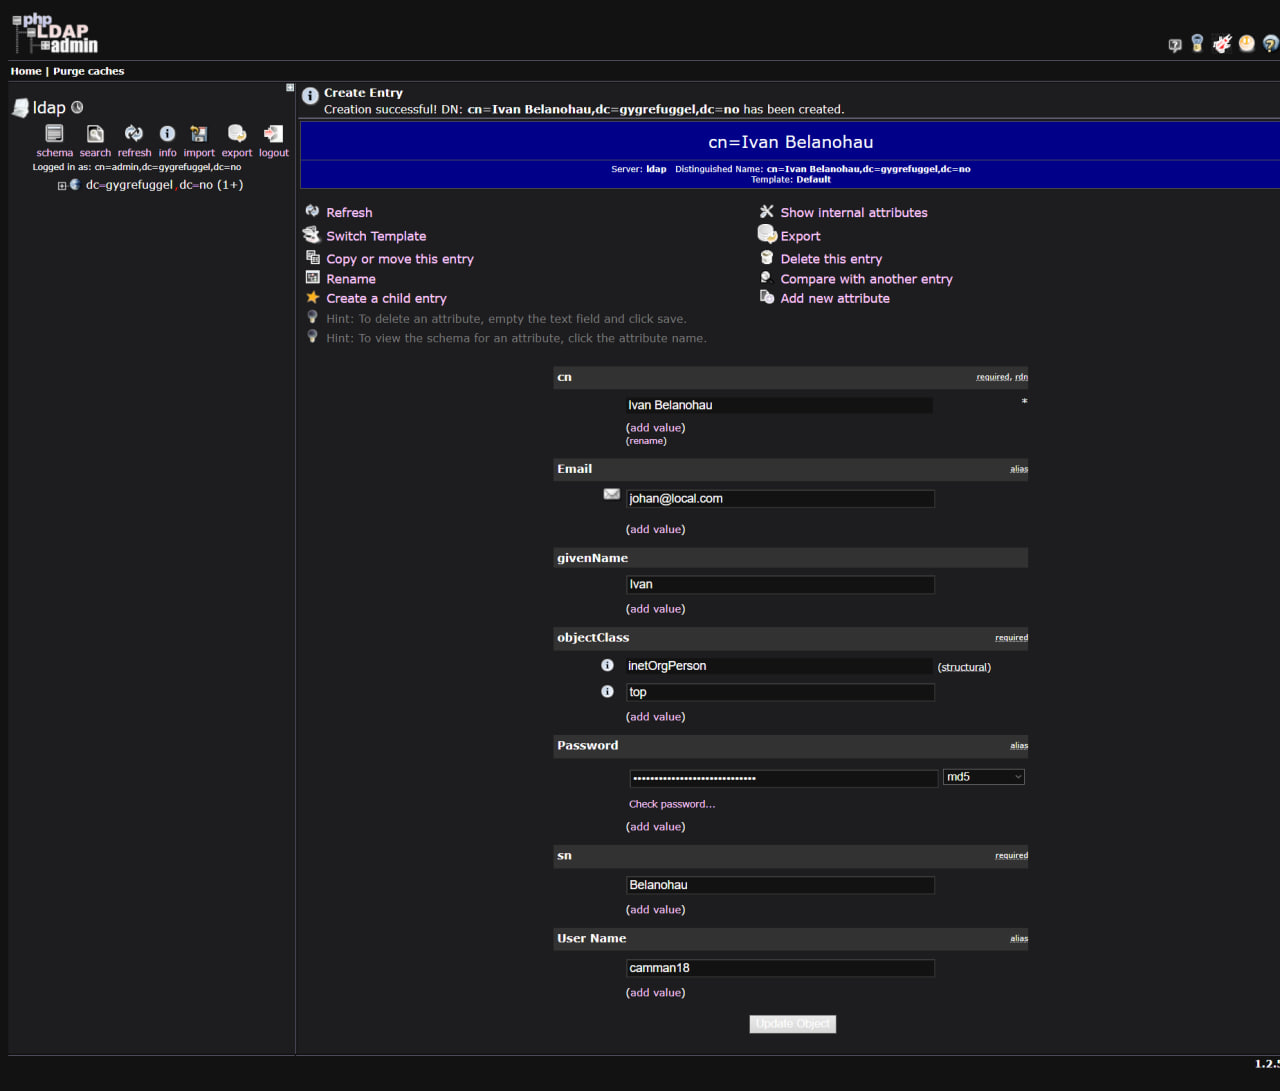 php
LDAP
admin
Home | Purge caches
ldap
schema search refresh info import export logout
Logged in as: cn=admin,dc=gygrefuggel,dc=no
dc=gygrefuggel,dc=no (1+)
Create Entry
Creation successful! DN: cn=Ivan Belanohau,dc=gygrefuggel,dc=no has been created.
cn=Ivan Belanohau
Server: ldap Distinguished Name: cn=Ivan Belanohau,dc=gygrefuggel,dc=no
Template: Default
Refresh
Show internal attributes
Switch Template
Export
Copy or move this entry
Delete this entry
Rename
Compare with another entry
Create a child entry
Add new attribute
Hint: To delete an attribute, empty the text field and click save.
Hint: To view the schema for an attribute, click the attribute name.
cn required, rdn
Ivan Belanohau *
(add value)
(rename)
Email alias
johan@local.com
(add value)
givenName
Ivan
(add value)
objectClass required
inetOrgPerson (structural)
top
(add value)
Password alias
••••••••••••••••••••••••••••• md5
Check password...
(add value)
sn required
Belanohau
(add value)
User Name alias
camman18
(add value)
Update Object
1.2.5